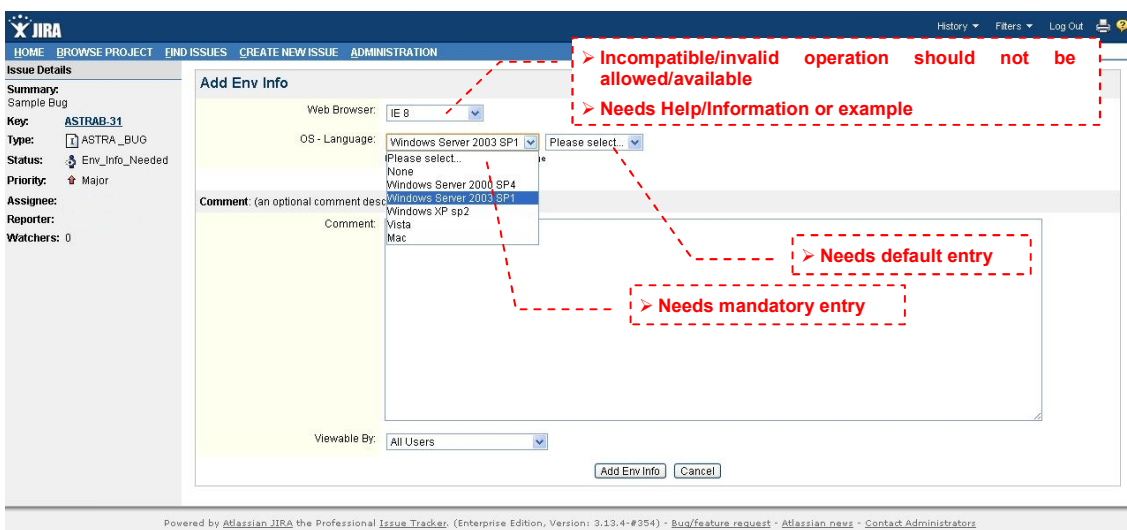 JIRA
History Filters Log Out
HOME BROWSE PROJECT FIND ISSUES CREATE NEW ISSUE ADMINISTRATION
Issue Details
Summary:
Sample Bug
Key: ASTRAB-31
Type: ASTRA_BUG
Status: Env_Info_Needed
Priority: Major
Assignee:
Reporter:
Watchers: 0
Add Env Info
Web Browser: IE 8
OS - Language: Windows Server 2003 SP1 Please select...
Please select...
None
Windows Server 2000 SP4
Windows Server 2003 SP1
Windows XP sp2
Vista
Mac
Comment: (an optional comment desc
Comment:
Viewable By: All Users
Add Env Info Cancel
➢ Incompatible/invalid operation should not be
allowed/available
➢ Needs Help/Information or example
➢ Needs default entry
➢ Needs mandatory entry
Powered by Atlassian JIRA the Professional Issue Tracker. (Enterprise Edition, Version: 3.13.4-#354) - Bug/feature request - Atlassian news - Contact Administrators